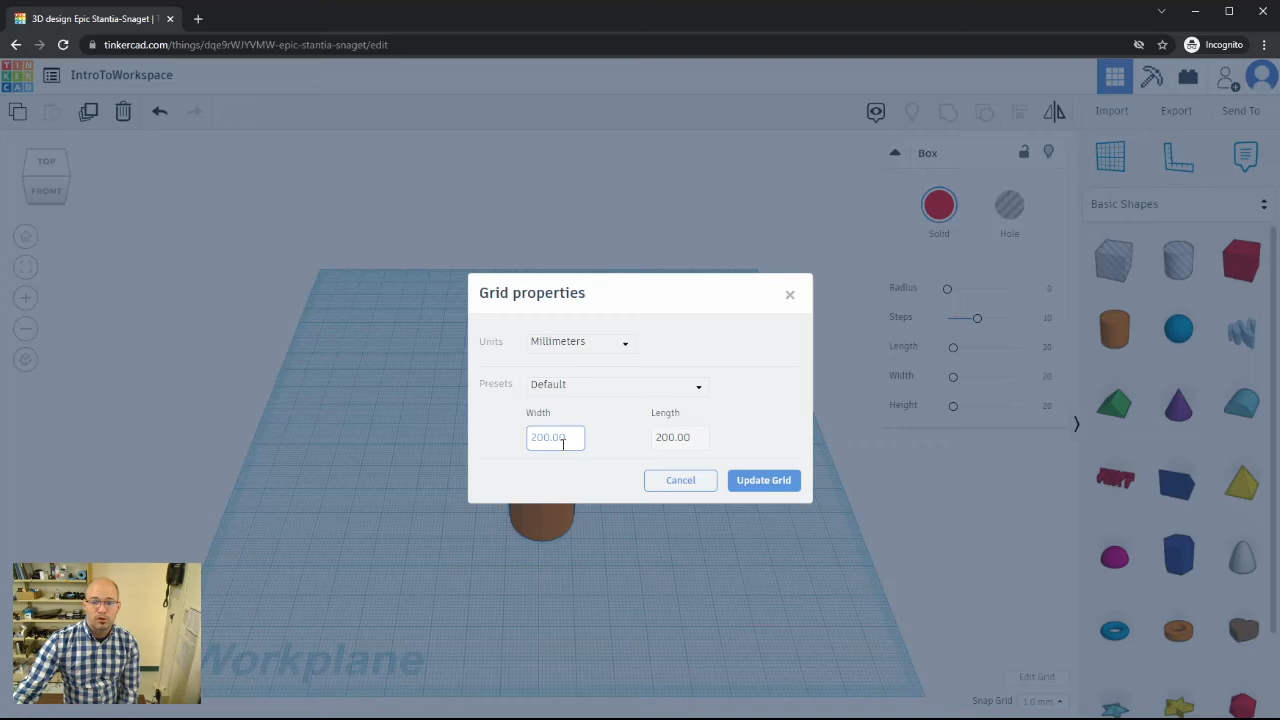 3D design Epic Stantia-Snaget | T
tinkercad.com/things/dqe9rWJYVMW-epic-stantia-snaget/edit
Incognito
TIN
KER
CAD
IntroToWorkspace
Import
Export
Send To
TOP
FRONT
Box
Solid
Hole
Basic Shapes
Radius 0
Steps 10
Length 20
Width 20
Height 20
Grid properties
Units Millimeters
Presets Default
Width Length
200.00 200.00
Cancel Update Grid
Workplane
Edit Grid
Snap Grid 1.0 mm